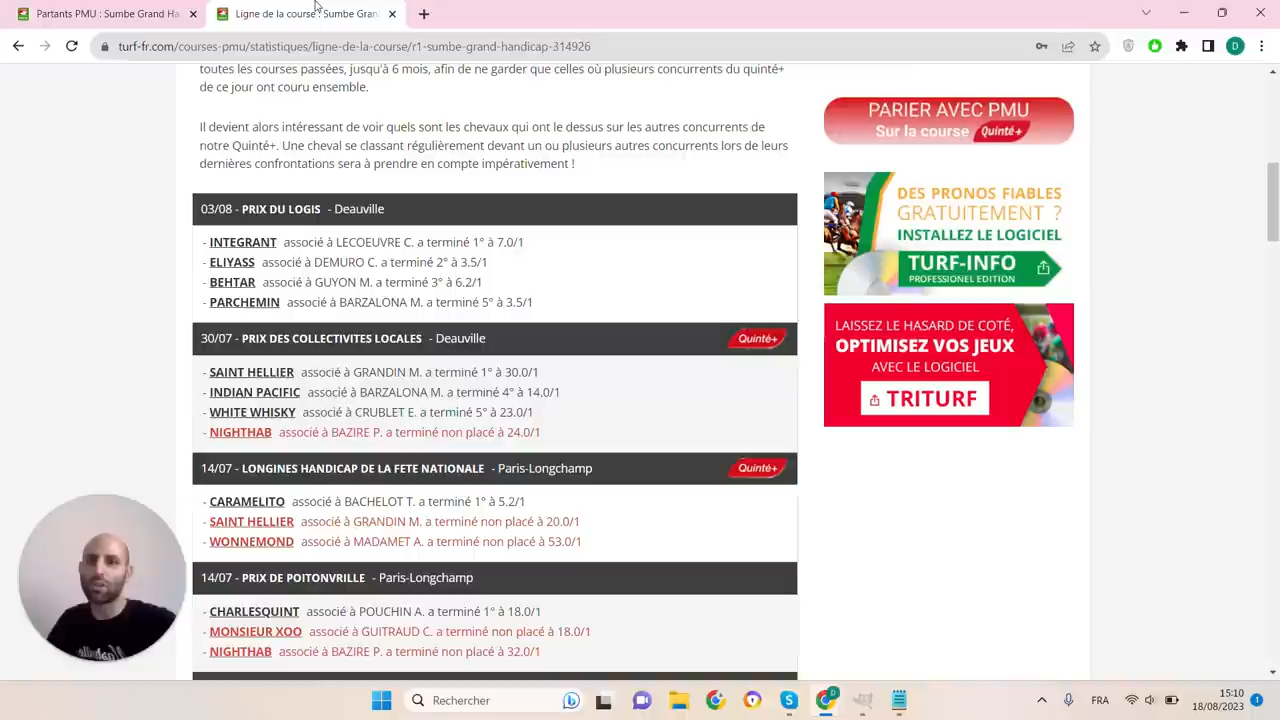 Partants PMU : Sumbe Grand Ha
Ligne de la course : Sumbe Gran
turf-fr.com/courses-pmu/statistiques/ligne-de-la-course/r1-sumbe-grand-handicap-314926
D
toutes les courses passées, jusqu'à 6 mois, afin de ne garder que celles où plusieurs concurrents du quinté+
de ce jour ont couru ensemble.
Il devient alors intéressant de voir quels sont les chevaux qui ont le dessus sur les autres concurrents de
notre Quinté+. Une cheval se classant régulièrement devant un ou plusieurs autres concurrents lors de leurs
dernières confrontations sera à prendre en compte impérativement !
03/08 - PRIX DU LOGIS - Deauville
- INTEGRANT associé à LECOEUVRE C. a terminé 1° à 7.0/1
- ELIYASS associé à DEMURO C. a terminé 2° à 3.5/1
- BEHTAR associé à GUYON M. a terminé 3° à 6.2/1
- PARCHEMIN associé à BARZALONA M. a terminé 5° à 3.5/1
30/07 - PRIX DES COLLECTIVITES LOCALES - Deauville
Quinté+
- SAINT HELLIER associé à GRANDIN M. a terminé 1° à 30.0/1
- INDIAN PACIFIC associé à BARZALONA M. a terminé 4° à 14.0/1
- WHITE WHISKY associé à CRUBLET E. a terminé 5° à 23.0/1
- NIGHTHAB associé à BAZIRE P. a terminé non placé à 24.0/1
14/07 - LONGINES HANDICAP DE LA FETE NATIONALE - Paris-Longchamp
Quinté+
- CARAMELITO associé à BACHELOT T. a terminé 1° à 5.2/1
- SAINT HELLIER associé à GRANDIN M. a terminé non placé à 20.0/1
- WONNEMOND associé à MADAMET A. a terminé non placé à 53.0/1
14/07 - PRIX DE POITONVRILLE - Paris-Longchamp
- CHARLESQUINT associé à POUCHIN A. a terminé 1° à 18.0/1
- MONSIEUR XOO associé à GUITRAUD C. a terminé non placé à 18.0/1
- NIGHTHAB associé à BAZIRE P. a terminé non placé à 32.0/1
PARIER AVEC PMU
Sur la course Quinté+
DES PRONOS FIABLES
GRATUITEMENT ?
INSTALLEZ LE LOGICIEL
TURF-INFO
PROFESSIONEL EDITION
LAISSEZ LE HASARD DE COTÉ,
OPTIMISEZ VOS JEUX
AVEC LE LOGICIEL
TRITURF
Rechercher
FRA
15:10
18/08/2023
1